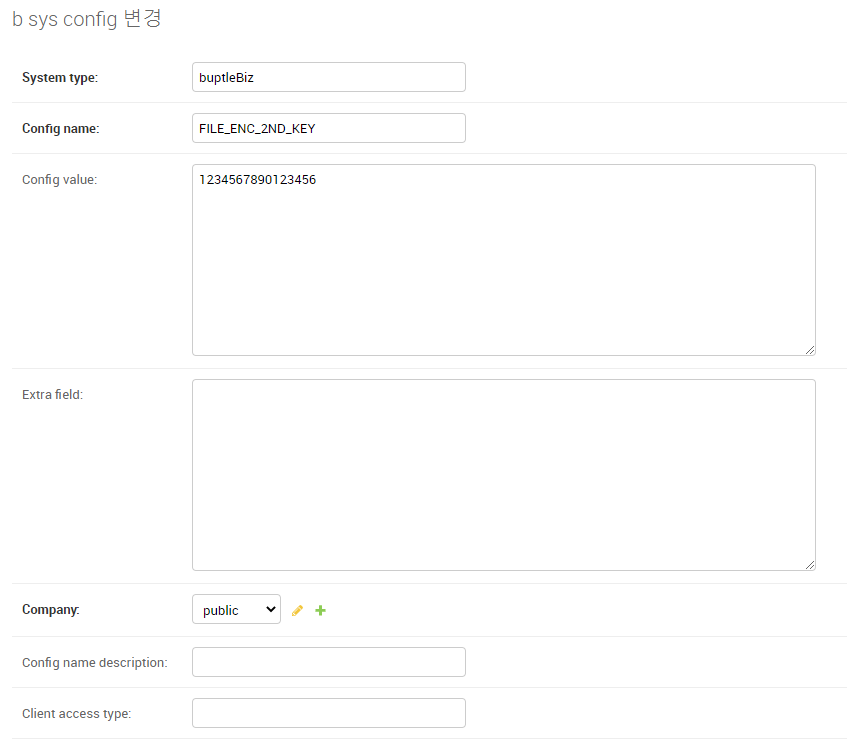 b sys config 변경
System type:
buptleBiz
Config name:
FILE_ENC_2ND_KEY
Config value:
1234567890123456
Extra field:
Company:
public
Config name description:
Client access type: